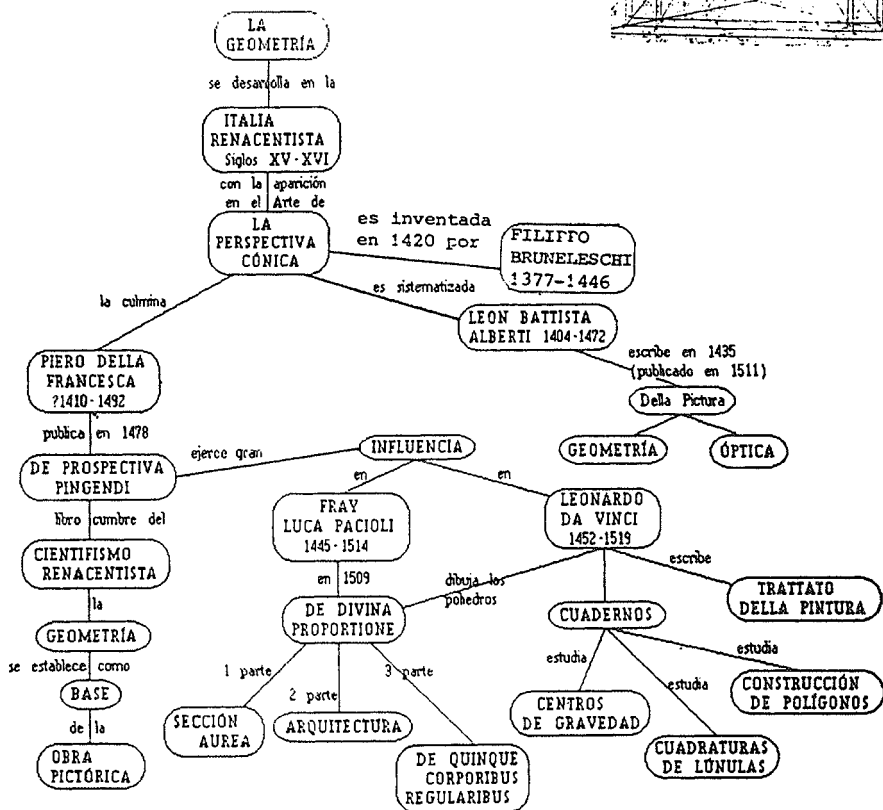 LA
GEOMETRÍA
se desarrolla en la
ITALIA
RENACENTISTA
Siglos XV-XVI
con la aparición
en el Arte de
LA
PERSPECTIVA
CÓNICA
es inventada
en 1420 por
FILIPPO
BRUNELESCHI
1377-1446
la culmina
es sistematizada
LEON BATTISTA
ALBERTI 1404-1472
escribe en 1435
(publicado en 1511)
Della Pictura
GEOMETRÍA
ÓPTICA
PIERO DELLA
FRANCESCA
?1410-1492
publica en 1478
DE PROSPECTIVA
PINGENDI
ejerce gran
INFLUENCIA
en
en
FRAY
LUCA PACIOLI
1445-1514
LEONARDO
DA VINCI
1452-1519
libro cumbre del
CIENTIFISMO
RENACENTISTA
la
GEOMETRÍA
se establece como
BASE
de la
OBRA
PICTÓRICA
en 1509
dibuja los
poliedros
escribe
DE DIVINA
PROPORTIONE
CUADERNOS
TRATTATO
DELLA PINTURA
1 parte
2 parte
3 parte
SECCIÓN
AUREA
ARQUITECTURA
DE QUINQUE
CORPORIBUS
REGULARIBUS
estudia
estudia
estudia
CENTROS
DE GRAVEDAD
CUADRATURAS
DE LÚNULAS
CONSTRUCCIÓN
DE POLÍGONOS